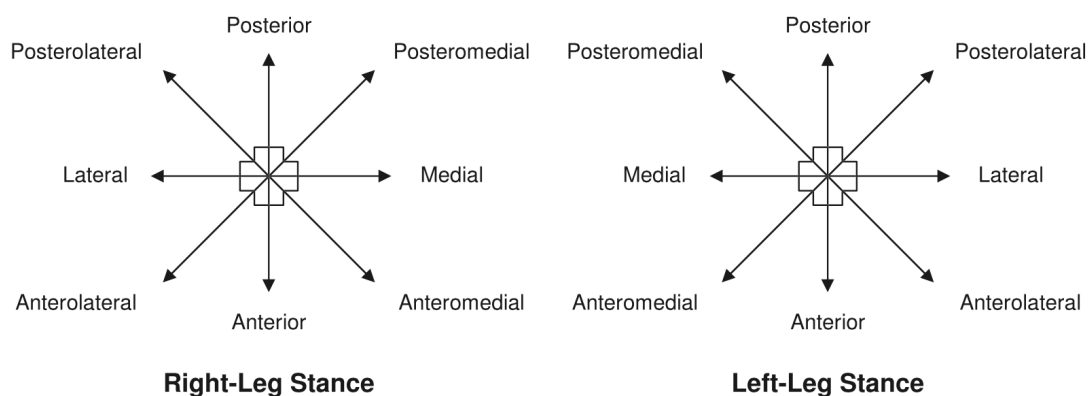 Posterior
Posterolateral
Posteromedial
Lateral
Medial
Anterolateral
Anteromedial
Anterior
Right-Leg Stance
Posterior
Posteromedial
Posterolateral
Medial
Lateral
Anteromedial
Anterolateral
Anterior
Left-Leg Stance